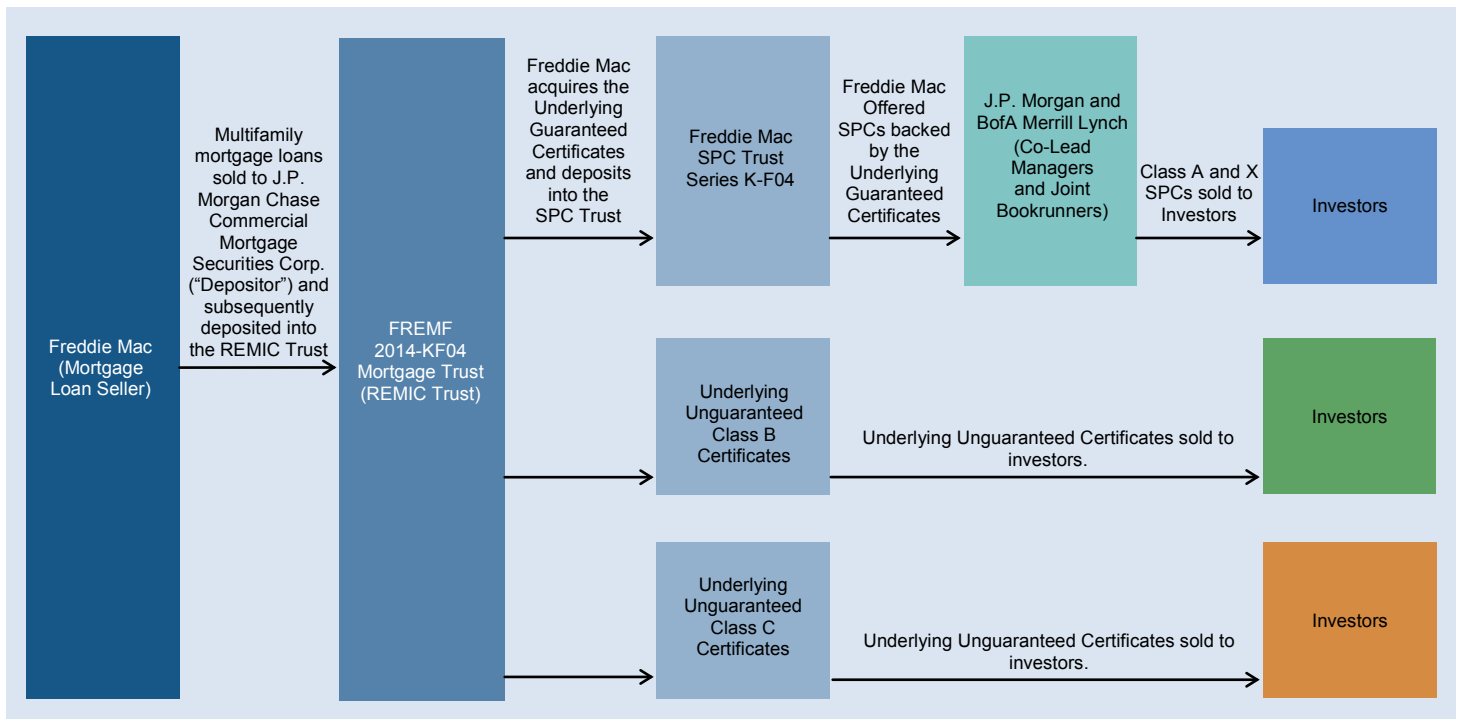 Freddie Mac
(Mortgage
Loan Seller)
Multifamily
mortgage loans
sold to J.P.
Morgan Chase
Commercial
Mortgage
Securities Corp.
(“Depositor”) and
subsequently
deposited into
the REMIC Trust
FREMF
2014-KF04
Mortgage Trust
(REMIC Trust)
Freddie Mac
acquires the
Underlying
Guaranteed
Certificates
and deposits
into the
SPC Trust
Freddie Mac
SPC Trust
Series K-F04
Freddie Mac
Offered
SPCs backed
by the
Underlying
Guaranteed
Certificates
J.P. Morgan and
BofA Merrill Lynch
(Co-Lead
Managers
and Joint
Bookrunners)
Class A and X
SPCs sold to
Investors
Investors
Underlying
Unguaranteed
Class B
Certificates
Underlying Unguaranteed Certificates sold to
investors.
Investors
Underlying
Unguaranteed
Class C
Certificates
Underlying Unguaranteed Certificates sold to
investors.
Investors